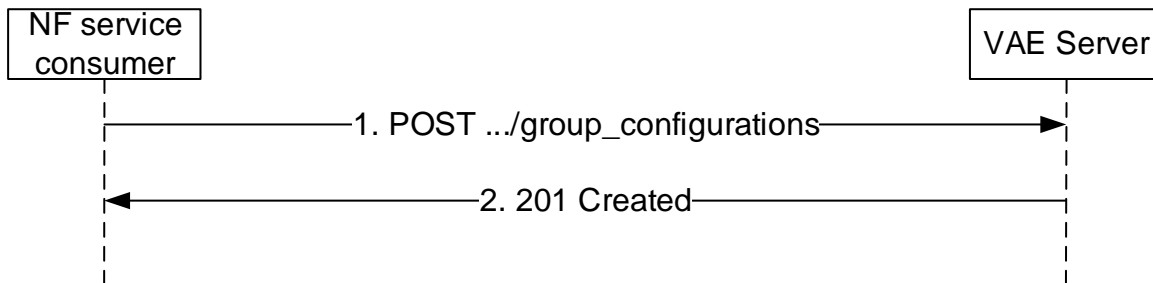 NF service
consumer
VAE Server
1. POST .../group_configurations
2. 201 Created